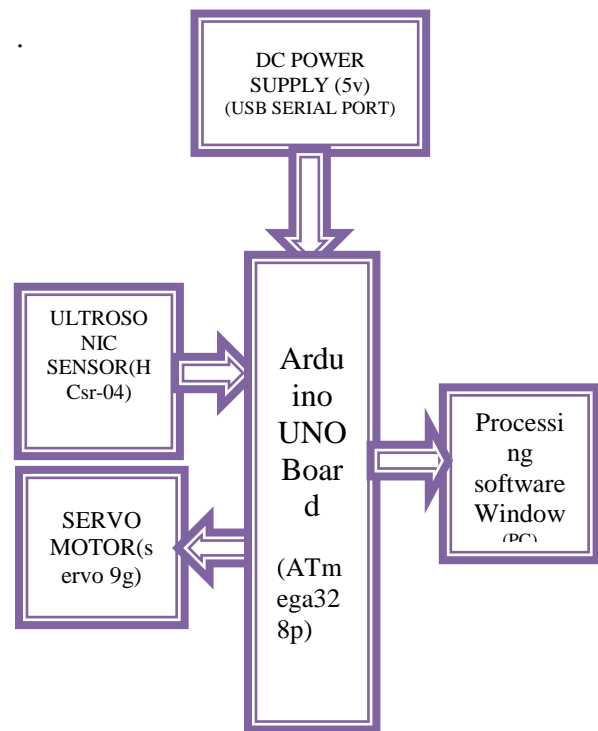 .
DC POWER
SUPPLY (5v)
(USB SERIAL PORT)
ULTROSO
NIC
SENSOR(H
Csr-04)
SERVO
MOTOR(s
ervo 9g)
Ardu
ino
UNO
Boar
d
(ATm
ega32
8p)
Processi
ng
software
Window
(PC)